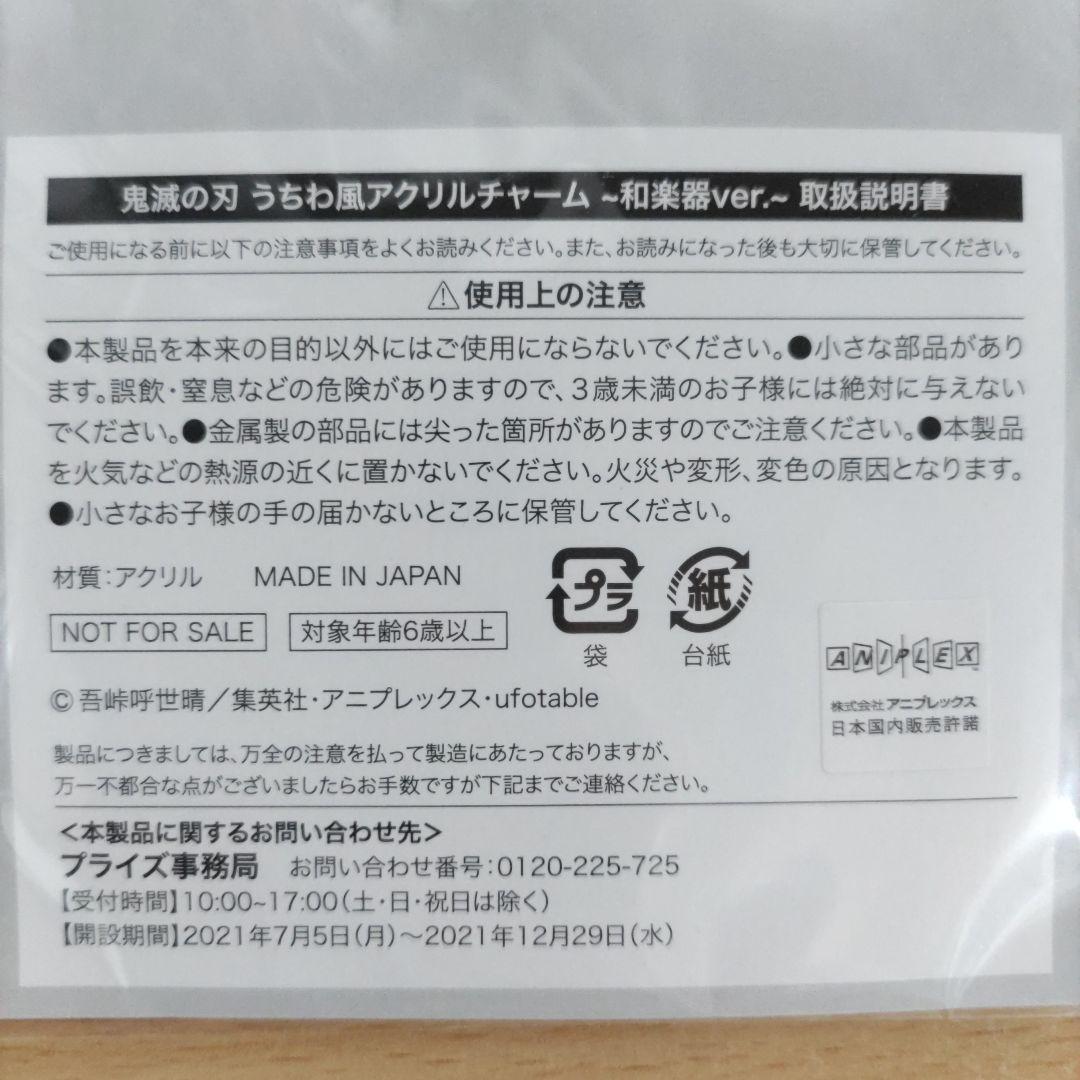 鬼滅の刃 うちわ風アクリルチャーム ~和楽器ver.~ 取扱説明書
ご使用になる前に以下の注意事項をよくお読みください。また、お読みになった後も大切に保管してください。
⚠使用上の注意
●本製品を本来の目的以外にはご使用にならないでください。●小さな部品があり
ます。誤飲・窒息などの危険がありますので、3歳未満のお子様には絶対に与えない
でください。●金属製の部品には尖った箇所がありますのでご注意ください。●本製品
を火気などの熱源の近くに置かないでください。火災や変形、変色の原因となります。
●小さなお子様の手の届かないところに保管してください。
材質：アクリル MADE IN JAPAN
プラ
紙
NOT FOR SALE 対象年齢6歳以上
袋
台紙
ANIPLEX
株式会社 アニプレックス
日本国内販売許諾
© 吾峠呼世晴／集英社・アニプレックス・ufotable
製品につきましては、万全の注意を払って製造にあたっておりますが、
万一不都合な点がございましたらお手数ですが下記までご連絡ください。
＜本製品に関するお問い合わせ先＞
プライズ事務局 お問い合わせ番号：0120-225-725
【受付時間】10:00~17:00（土・日・祝日は除く）
【開設期間】2021年7月5日（月）～2021年12月29日（水）